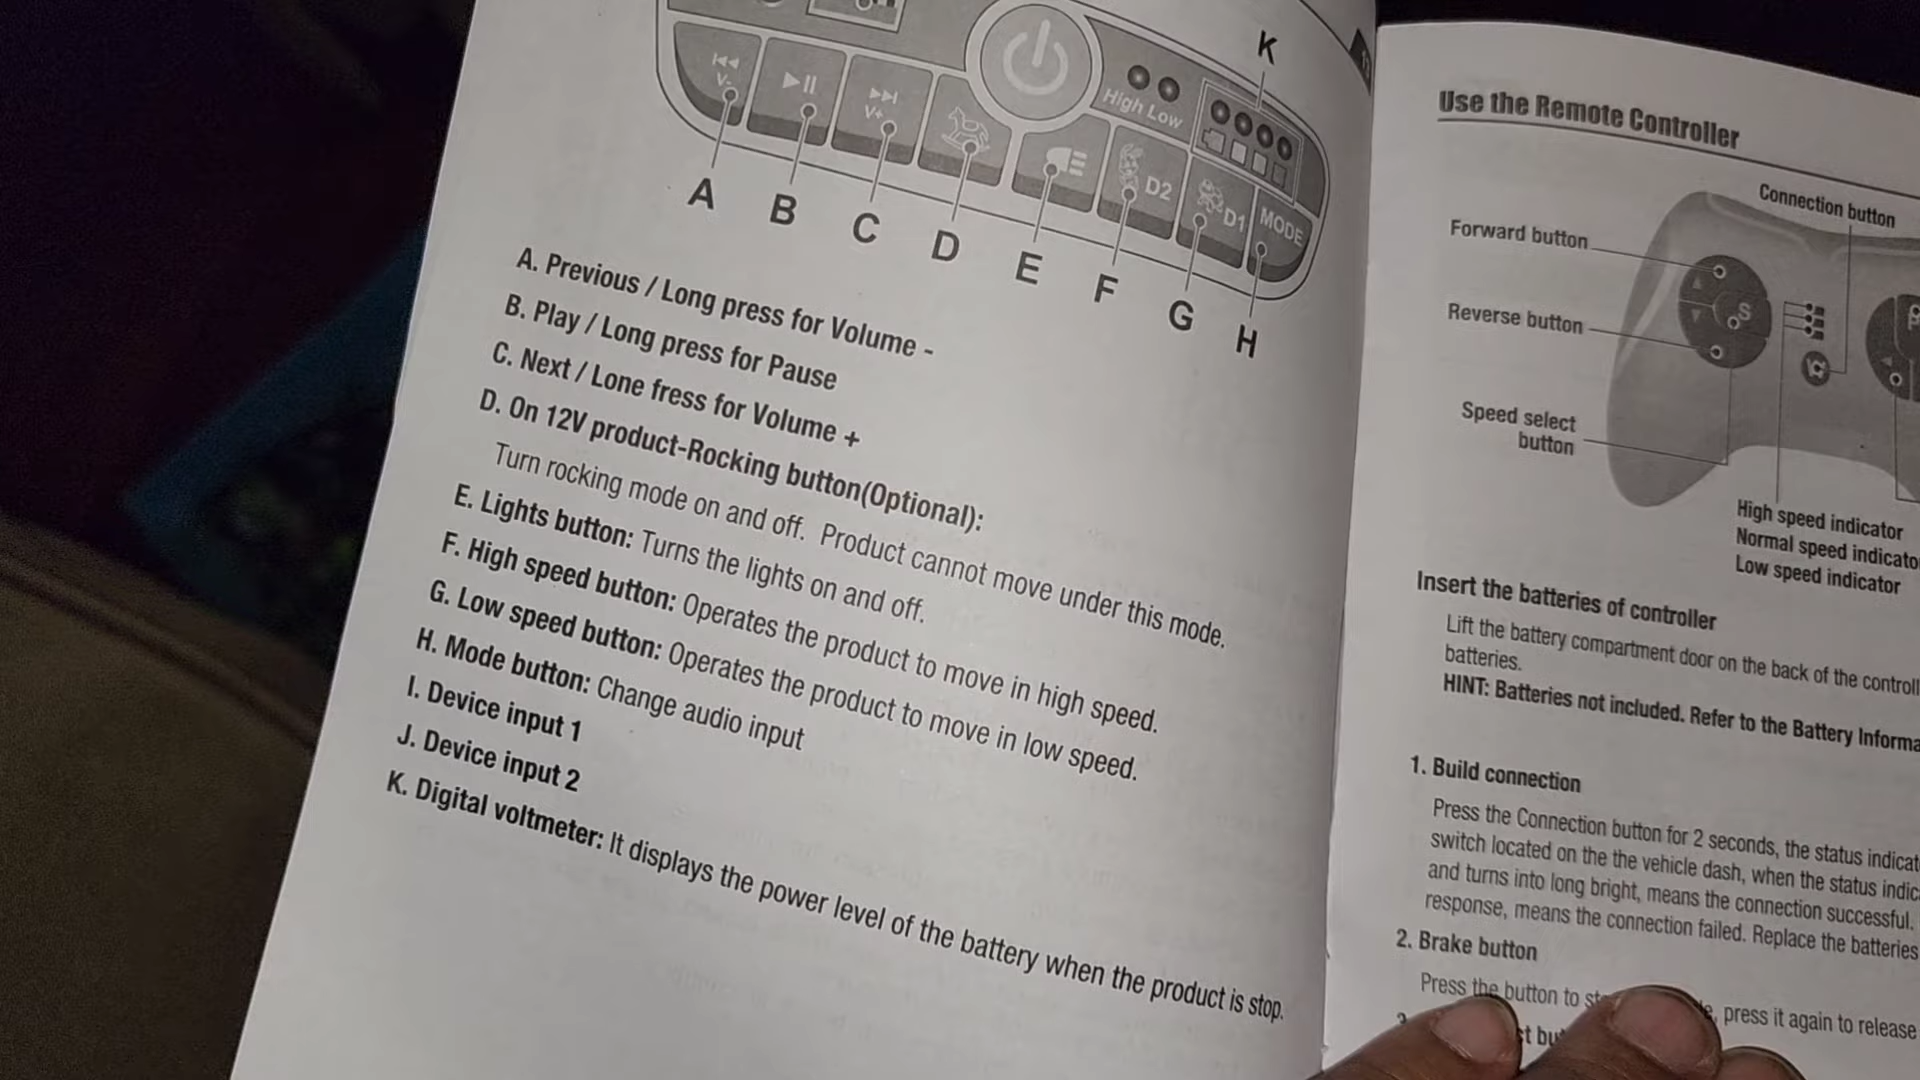 K
V-
V+
High Low
D2
D1
MODE
A
B
C
D
E
F
G
H
A. Previous / Long press for Volume -
B. Play / Long press for Pause
C. Next / Lone fress for Volume +
D. On 12V product-Rocking button(Optional):
Turn rocking mode on and off. Product cannot move under this mode.
E. Lights button: Turns the lights on and off.
F. High speed button: Operates the product to move in high speed.
G. Low speed button: Operates the product to move in low speed.
H. Mode button: Change audio input
I. Device input 1
J. Device input 2
K. Digital voltmeter: It displays the power level of the battery when the product is stop.
Use the Remote Controller
Connection button
Forward button
Reverse button
S
P
Speed select
button
High speed indicator
Normal speed indicato
Low speed indicator
Insert the batteries of controller
Lift the battery compartment door on the back of the controll
batteries.
HINT: Batteries not included. Refer to the Battery Informa
1. Build connection
Press the Connection button for 2 seconds, the status indicat
switch located on the the vehicle dash, when the status indic
and turns into long bright, means the connection successful.
response, means the connection failed. Replace the batteries
2. Brake button
Press the button to st press it again to release